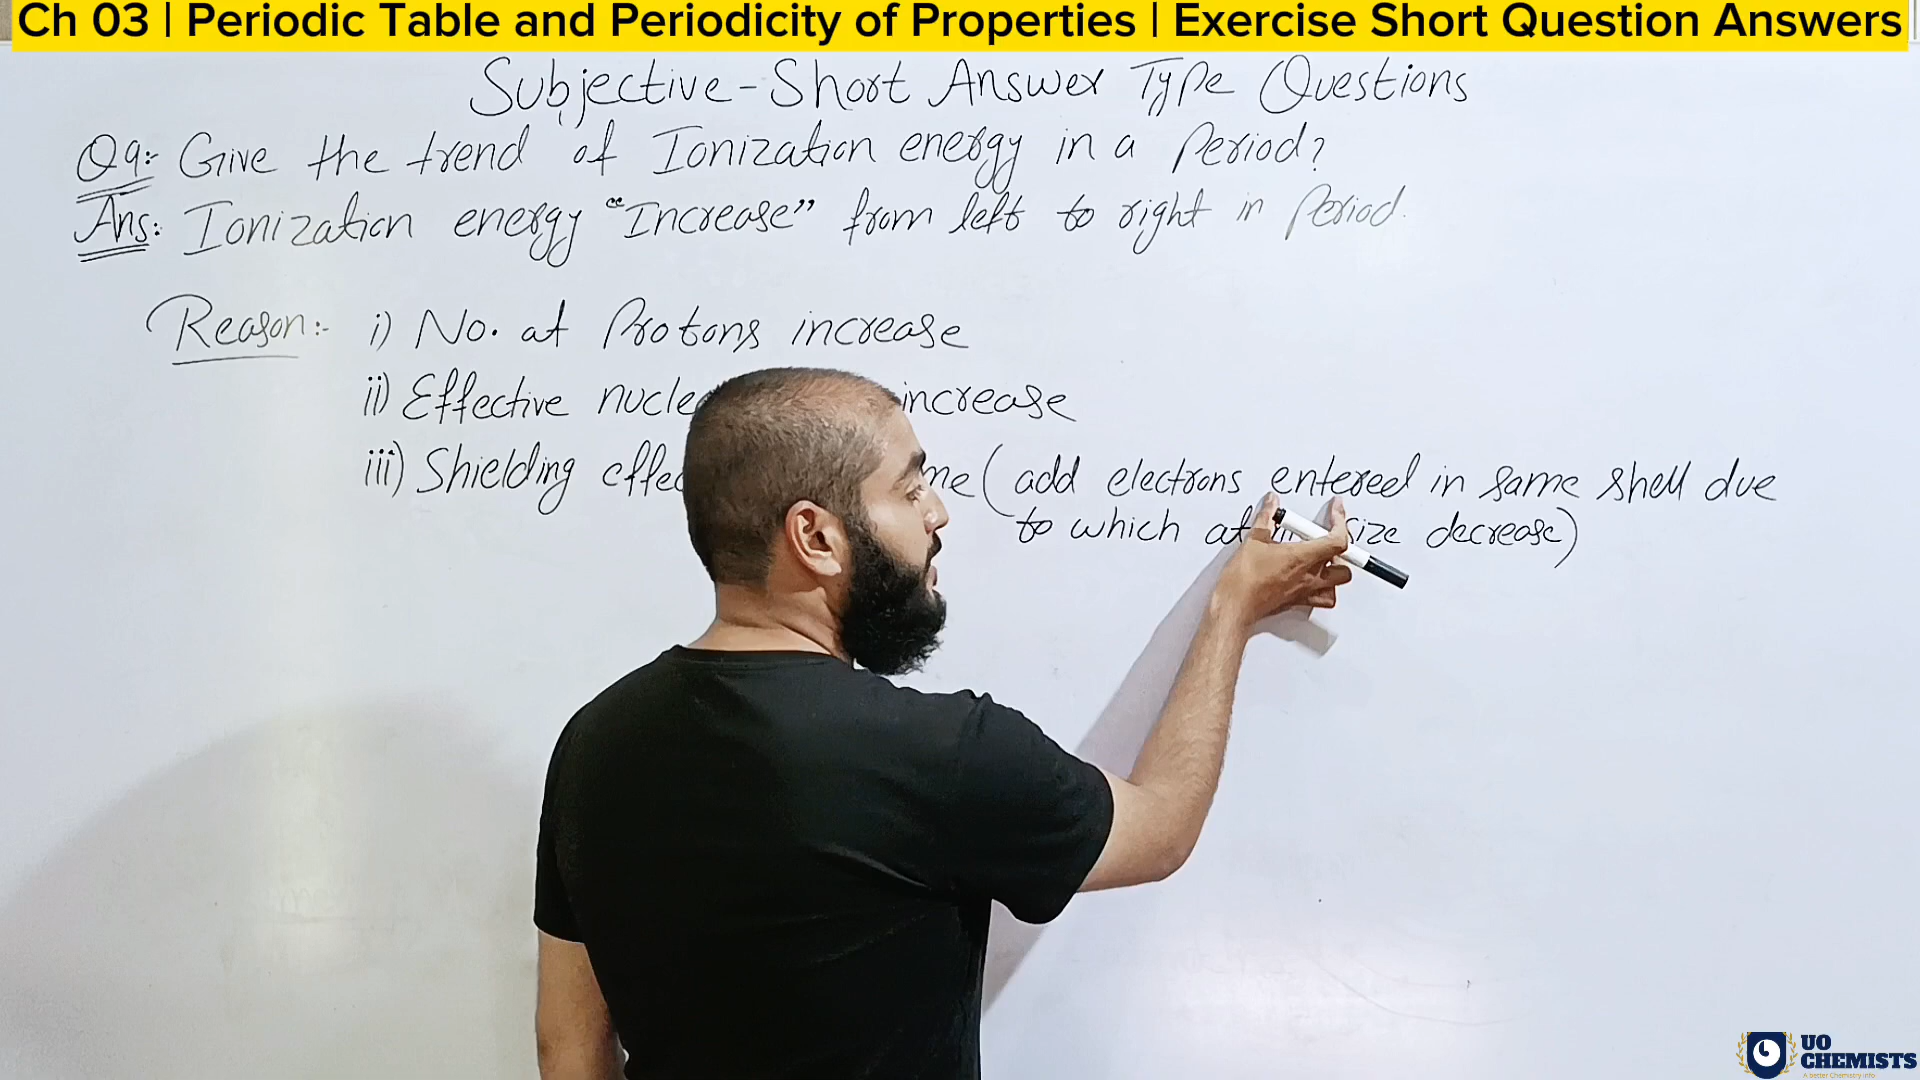 Ch 03 | Periodic Table and Periodicity of Properties | Exercise Short Question Answers
Subjective-Short Answer Type Questions
Q9:- Give the trend of Ionization energy in a Period?
Ans: Ionization energy "Increase" from left to right in Period.
Reason:- i) No. at Protons increase
ii) Effective nucle increase
iii) Shielding effec me (add electrons entered in same shell due
to which at size decrease)
UO
CHEMISTS
A better Chemistry info